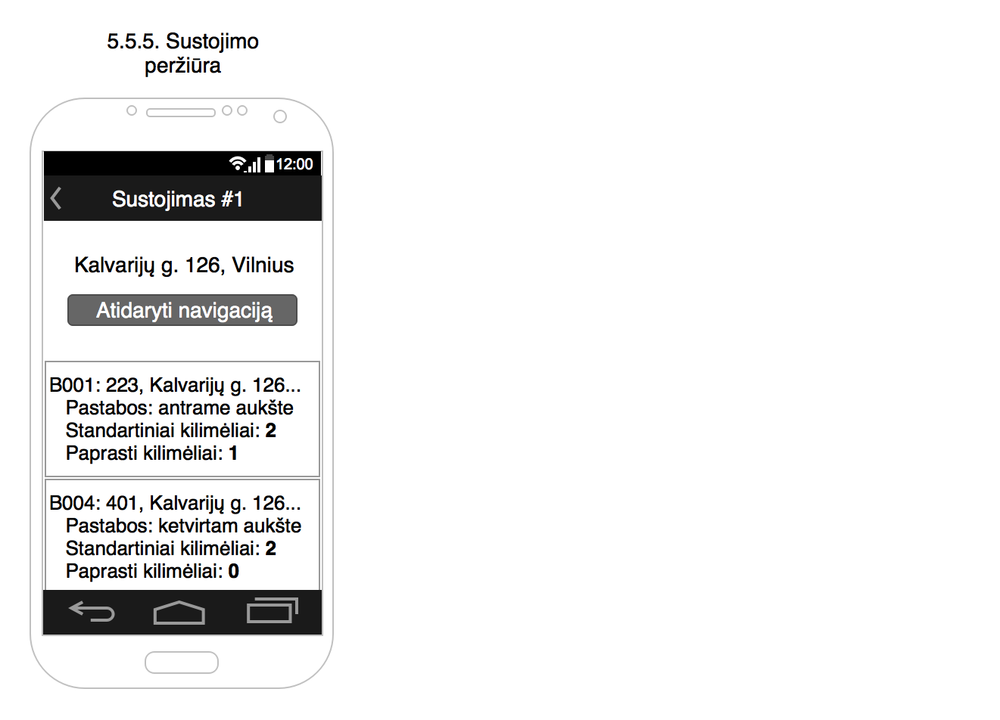 5.5.5. Sustojimo
peržiūra
12:00
Sustojimas #1
Kalvarijų g. 126, Vilnius
Atidaryti navigaciją
B001: 223, Kalvarijų g. 126...
Pastabos: antrame aukšte
Standartiniai kilimėliai: 2
Paprasti kilimėliai: 1
B004: 401, Kalvarijų g. 126...
Pastabos: ketvirtam aukšte
Standartiniai kilimėliai: 2
Paprasti kilimėliai: 0